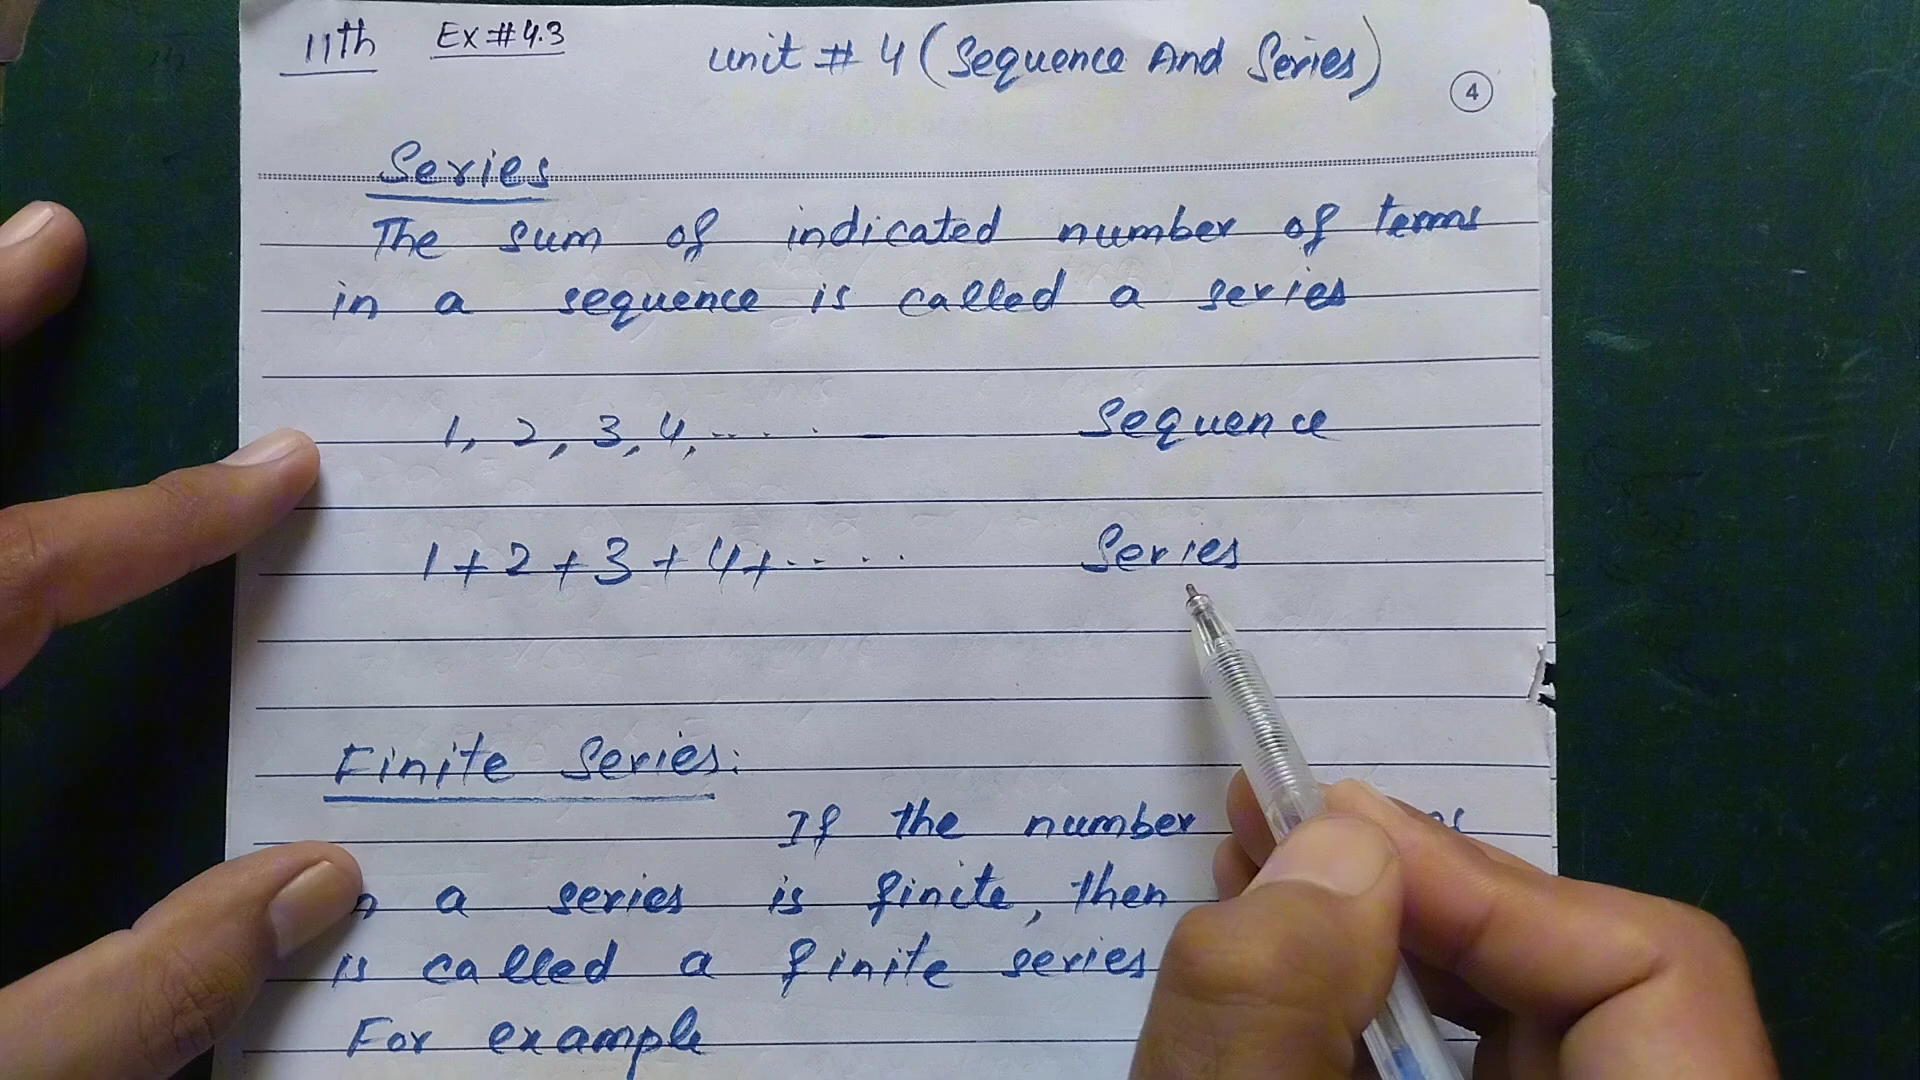 11th Ex#4.3 Unit # 4 (Sequence And Series)
4
Series
The sum of indicated number of terms
in a sequence is called a series
1, 2, 3, 4, ..... Sequence
1+2+3+4+..... Series
Finite Series:
If the number
a series is finite, then
is called a finite series
For example